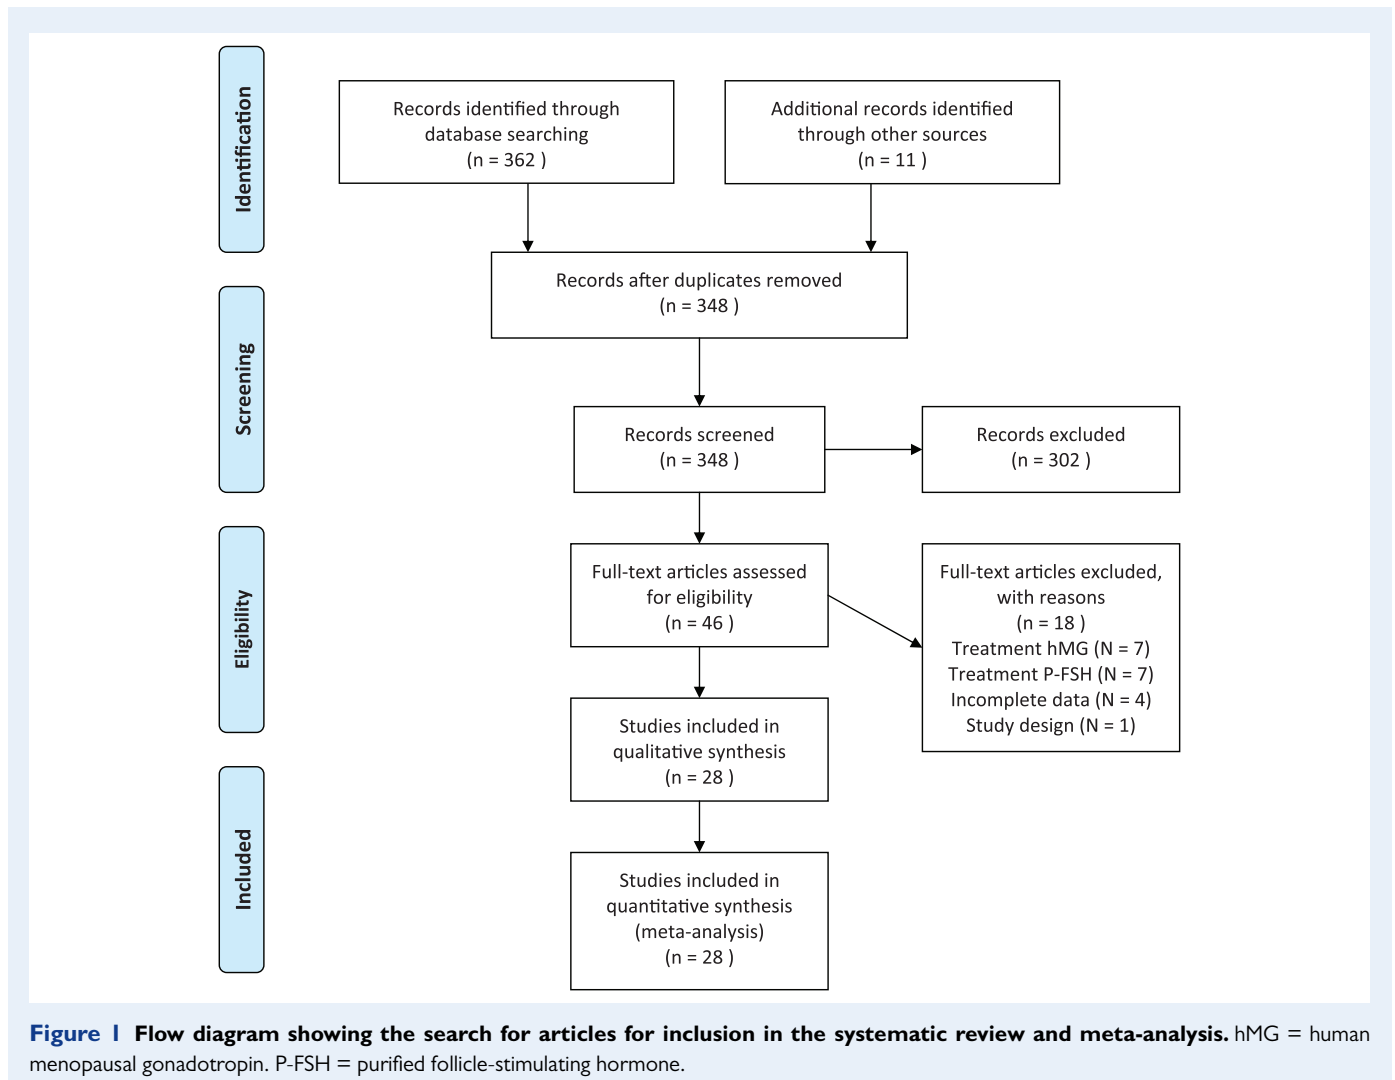 Identification
Records identified through
database searching
(n = 362 )
Additional records identified
through other sources
(n = 11 )
Records after duplicates removed
(n = 348 )
Screening
Records screened
(n = 348 )
Records excluded
(n = 302 )
Eligibility
Full-text articles assessed
for eligibility
(n = 46 )
Full-text articles excluded,
with reasons
(n = 18 )
Treatment hMG (N = 7)
Treatment P-FSH (N = 7)
Incomplete data (N = 4)
Study design (N = 1)
Studies included in
qualitative synthesis
(n = 28 )
Included
Studies included in
quantitative synthesis
(meta-analysis)
(n = 28 )
Figure 1 Flow diagram showing the search for articles for inclusion in the systematic review and meta-analysis. hMG = human
menopausal gonadotropin. P-FSH = purified follicle-stimulating hormone.